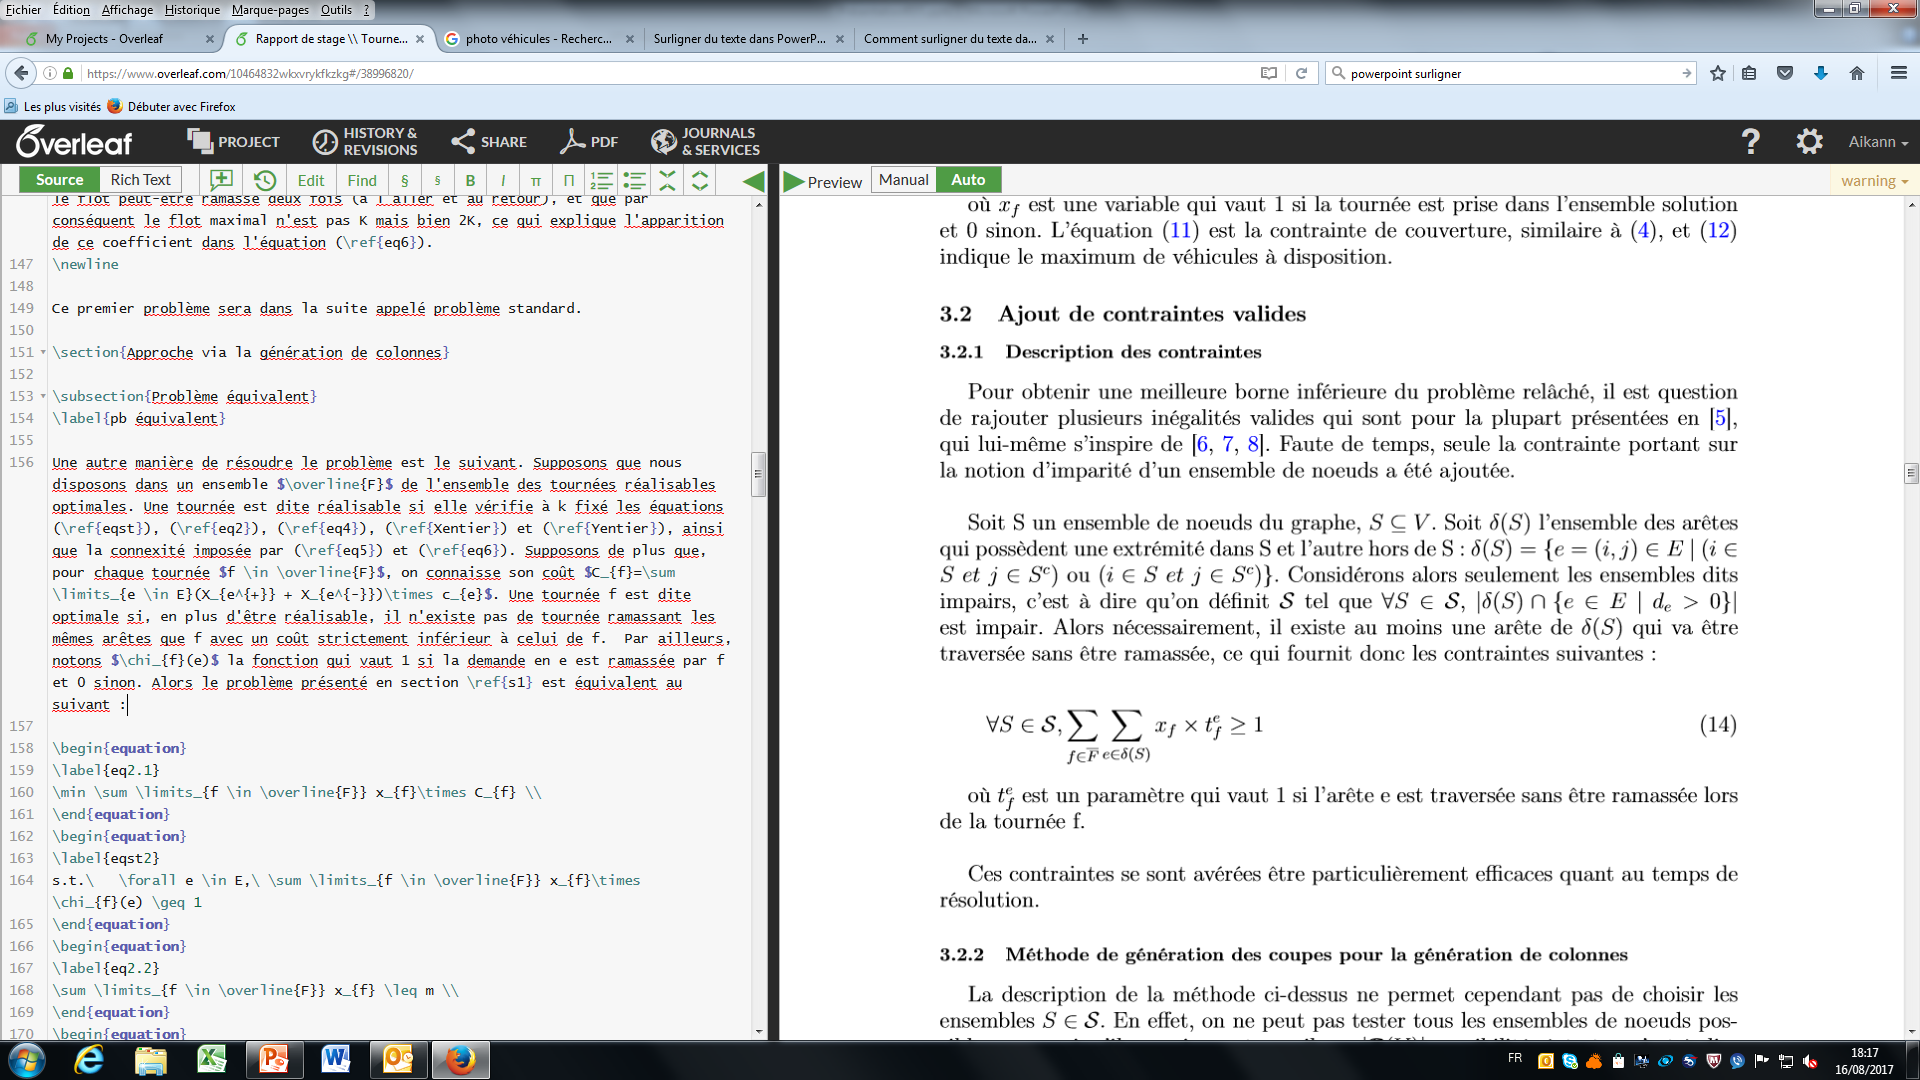 Fichier Édition Affichage Historique Marque-pages Outils ?
My Projects - Overleaf
Rapport de stage \\ Tourne...
photo véhicules - Recherc...
Surligner du texte dans PowerP...
Comment surligner du texte da...
https://www.overleaf.com/10464832wkxvrykfkzkg#/38996820/
powerpoint surligner
Les plus visités Débuter avec Firefox
Overleaf
PROJECT
HISTORY & REVISIONS
SHARE
PDF
JOURNALS & SERVICES
?
Aikann
Source Rich Text Edit Find § § B I π Π
Preview Manual Auto
warning
le flot peut-être ramassé deux fois (à l'aller et au retour), et que par
conséquent le flot maximal n'est pas K mais bien 2K, ce qui explique l'apparition
de ce coefficient dans l'équation (\ref{eq6}).
147 \newline
148
149 Ce premier problème sera dans la suite appelé problème standard.
150
151 \section{Approche via la génération de colonnes}
152
153 \subsection{Problème équivalent}
154 \label{pb équivalent}
155
156 Une autre manière de résoudre le problème est le suivant. Supposons que nous
disposons dans un ensemble $\overline{F}$ de l'ensemble des tournées réalisables
optimales. Une tournée est dite réalisable si elle vérifie à k fixé les équations
(\ref{eqst}), (\ref{eq2}), (\ref{eq4}), (\ref{Xentier}) et (\ref{Yentier}), ainsi
que la connexité imposée par (\ref{eq5}) et (\ref{eq6}). Supposons de plus que,
pour chaque tournée $f \in \overline{F}$, on connaisse son coût $C_{f}=\sum
\limits_{e \in E}(X_{e^{+}} + X_{e^{-}})\times c_{e}$. Une tournée f est dite
optimale si, en plus d'être réalisable, il n'existe pas de tournée ramassant les
mêmes arêtes que f avec un coût strictement inférieur à celui de f.  Par ailleurs,
notons $\chi_{f}(e)$ la fonction qui vaut 1 si la demande en e est ramassée par f
et 0 sinon. Alors le problème présenté en section \ref{s1} est équivalent au
suivant :
157
158 \begin{equation}
159 \label{eq2.1}
160 \min \sum \limits_{f \in \overline{F}} x_{f}\times C_{f} \\
161 \end{equation}
162 \begin{equation}
163 \label{eqst2}
164 s.t.\   \forall e \in E,\ \sum \limits_{f \in \overline{F}} x_{f}\times
\chi_{f}(e) \geq 1
165 \end{equation}
166 \begin{equation}
167 \label{eq2.2}
168 \sum \limits_{f \in \overline{F}} x_{f} \leq m \\
169 \end{equation}
170 \begin{equation}
où x_f est une variable qui vaut 1 si la tournée est prise dans l'ensemble solution
et 0 sinon. L'équation (11) est la contrainte de couverture, similaire à (4), et (12)
indique le maximum de véhicules à disposition.
3.2 Ajout de contraintes valides
3.2.1 Description des contraintes
Pour obtenir une meilleure borne inférieure du problème relâché, il est question
de rajouter plusieurs inégalités valides qui sont pour la plupart présentées en [5],
qui lui-même s'inspire de [6, 7, 8]. Faute de temps, seule la contrainte portant sur
la notion d'imparité d'un ensemble de noeuds a été ajoutée.
Soit S un ensemble de noeuds du graphe, S ⊆ V. Soit δ(S) l'ensemble des arêtes
qui possèdent une extrémité dans S et l'autre hors de S : δ(S) = {e = (i, j) ∈ E | (i ∈
S et j ∈ S^c) ou (i ∈ S et j ∈ S^c)}. Considérons alors seulement les ensembles dits
impairs, c'est à dire qu'on définit 𝒮 tel que ∀S ∈ 𝒮, |δ(S) ∩ {e ∈ E | d_e > 0}|
est impair. Alors nécessairement, il existe au moins une arête de δ(S) qui va être
traversée sans être ramassée, ce qui fournit donc les contraintes suivantes :
∀S ∈ 𝒮, ∑_{f∈F̅} ∑_{e∈δ(S)} x_f × t_f^e ≥ 1 (14)
où t_f^e est un paramètre qui vaut 1 si l'arête e est traversée sans être ramassée lors
de la tournée f.
Ces contraintes se sont avérées être particulièrement efficaces quant au temps de
résolution.
3.2.2 Méthode de génération des coupes pour la génération de colonnes
La description de la méthode ci-dessus ne permet cependant pas de choisir les
ensembles S ∈ 𝒮. En effet, on ne peut pas tester tous les ensembles de noeuds pos-
FR
18:17
16/08/2017